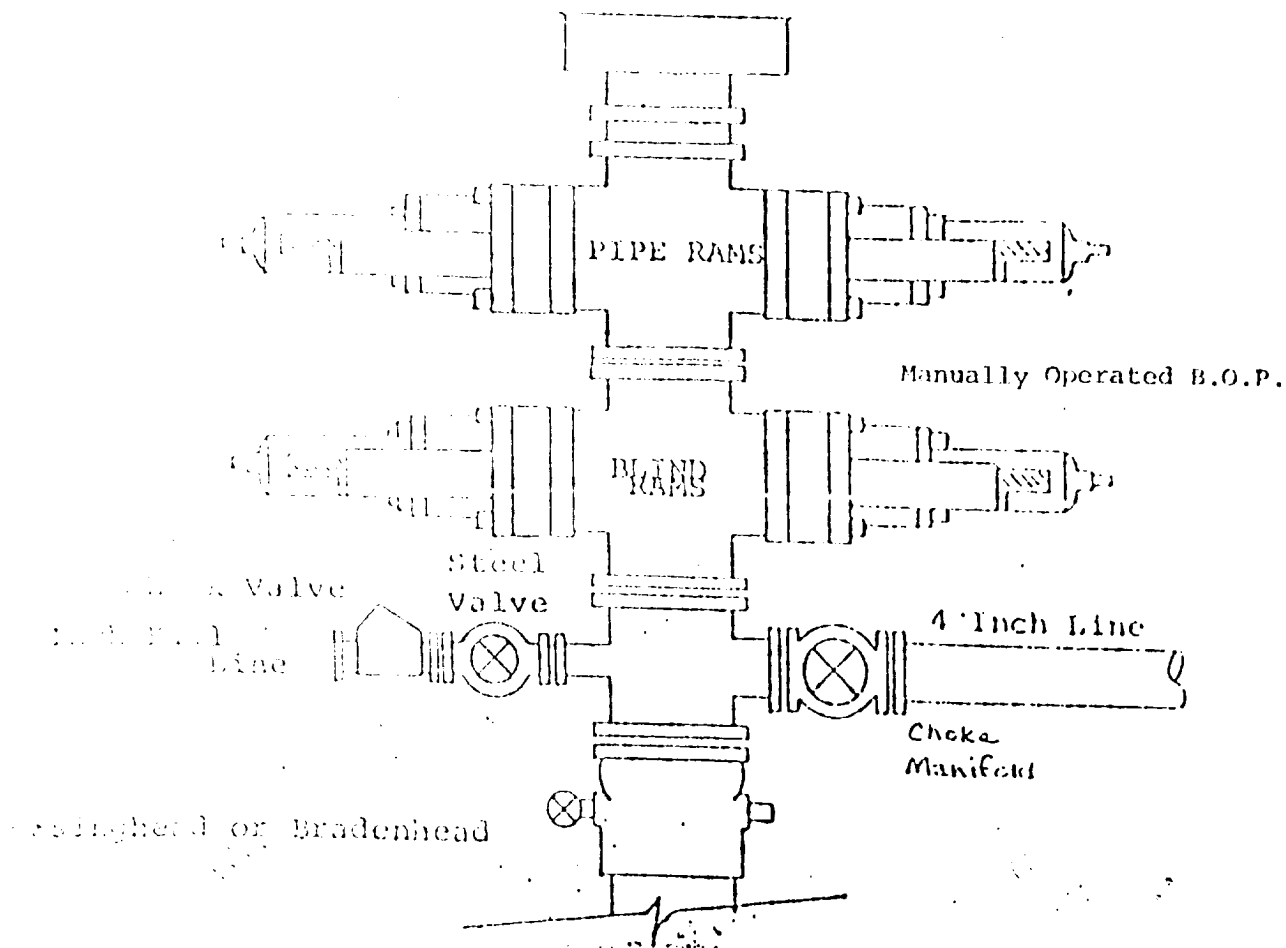 PIPE RAMS
Manually Operated B.O.P.
BLIND
RAMS
Steel
Valve
Valve
Line
4 Inch Line
Choke
Manifold
or Bradenhead